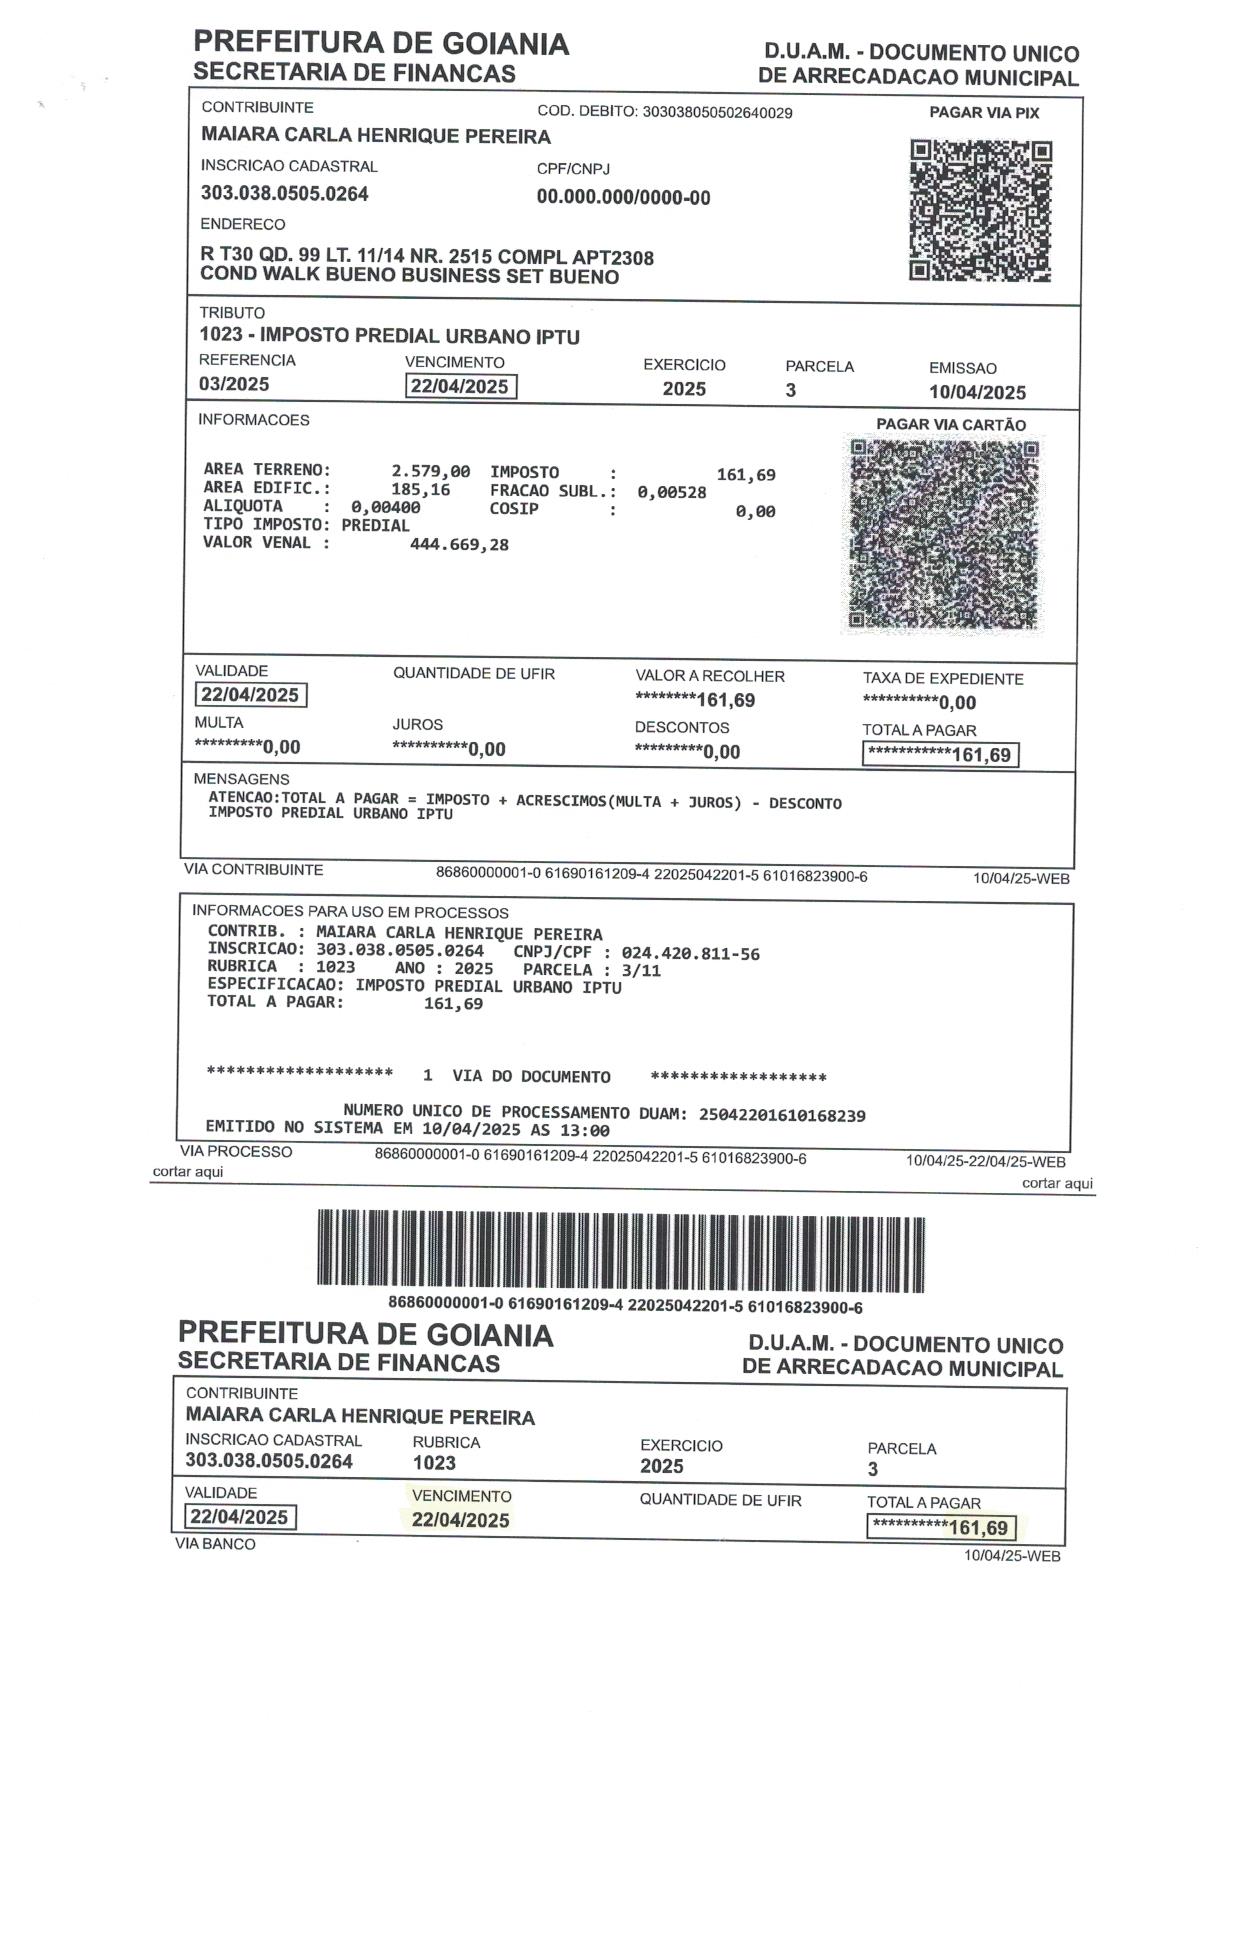 PREFEITURA DE GOIANIA
SECRETARIA DE FINANCAS
D.U.A.M. - DOCUMENTO UNICO
DE ARRECADACAO MUNICIPAL
CONTRIBUINTE
COD. DEBITO: 303038050502640029
PAGAR VIA PIX
MAIARA CARLA HENRIQUE PEREIRA
INSCRICAO CADASTRAL
CPF/CNPJ
303.038.0505.0264
00.000.000/0000-00
ENDERECO
R T30 QD. 99 LT. 11/14 NR. 2515 COMPL APT2308
COND WALK BUENO BUSINESS SET BUENO
TRIBUTO
1023 - IMPOSTO PREDIAL URBANO IPTU
REFERENCIA VENCIMENTO EXERCICIO PARCELA EMISSAO
03/2025 22/04/2025 2025 3 10/04/2025
INFORMACOES
PAGAR VIA CARTÃO
AREA TERRENO: 2.579,00 IMPOSTO : 161,69
AREA EDIFIC.: 185,16 FRACAO SUBL.: 0,00528
ALIQUOTA : 0,00400 COSIP : 0,00
TIPO IMPOSTO: PREDIAL
VALOR VENAL : 444.669,28
VALIDADE QUANTIDADE DE UFIR VALOR A RECOLHER TAXA DE EXPEDIENTE
22/04/2025 ********161,69 **********0,00
MULTA JUROS DESCONTOS TOTAL A PAGAR
*********0,00 **********0,00 *********0,00 ***********161,69
MENSAGENS
ATENCAO:TOTAL A PAGAR = IMPOSTO + ACRESCIMOS(MULTA + JUROS) - DESCONTO
IMPOSTO PREDIAL URBANO IPTU
VIA CONTRIBUINTE 86860000001-0 61690161209-4 22025042201-5 61016823900-6 10/04/25-WEB
INFORMACOES PARA USO EM PROCESSOS
CONTRIB. : MAIARA CARLA HENRIQUE PEREIRA
INSCRICAO: 303.038.0505.0264 CNPJ/CPF : 024.420.811-56
RUBRICA : 1023 ANO : 2025 PARCELA : 3/11
ESPECIFICACAO: IMPOSTO PREDIAL URBANO IPTU
TOTAL A PAGAR: 161,69
******************* 1 VIA DO DOCUMENTO ******************
NUMERO UNICO DE PROCESSAMENTO DUAM: 25042201610168239
EMITIDO NO SISTEMA EM 10/04/2025 AS 13:00
VIA PROCESSO 86860000001-0 61690161209-4 22025042201-5 61016823900-6 10/04/25-22/04/25-WEB
cortar aqui cortar aqui
86860000001-0 61690161209-4 22025042201-5 61016823900-6
PREFEITURA DE GOIANIA
SECRETARIA DE FINANCAS
D.U.A.M. - DOCUMENTO UNICO
DE ARRECADACAO MUNICIPAL
CONTRIBUINTE
MAIARA CARLA HENRIQUE PEREIRA
INSCRICAO CADASTRAL RUBRICA EXERCICIO PARCELA
303.038.0505.0264 1023 2025 3
VALIDADE VENCIMENTO QUANTIDADE DE UFIR TOTAL A PAGAR
22/04/2025 22/04/2025 **********161,69
VIA BANCO 10/04/25-WEB